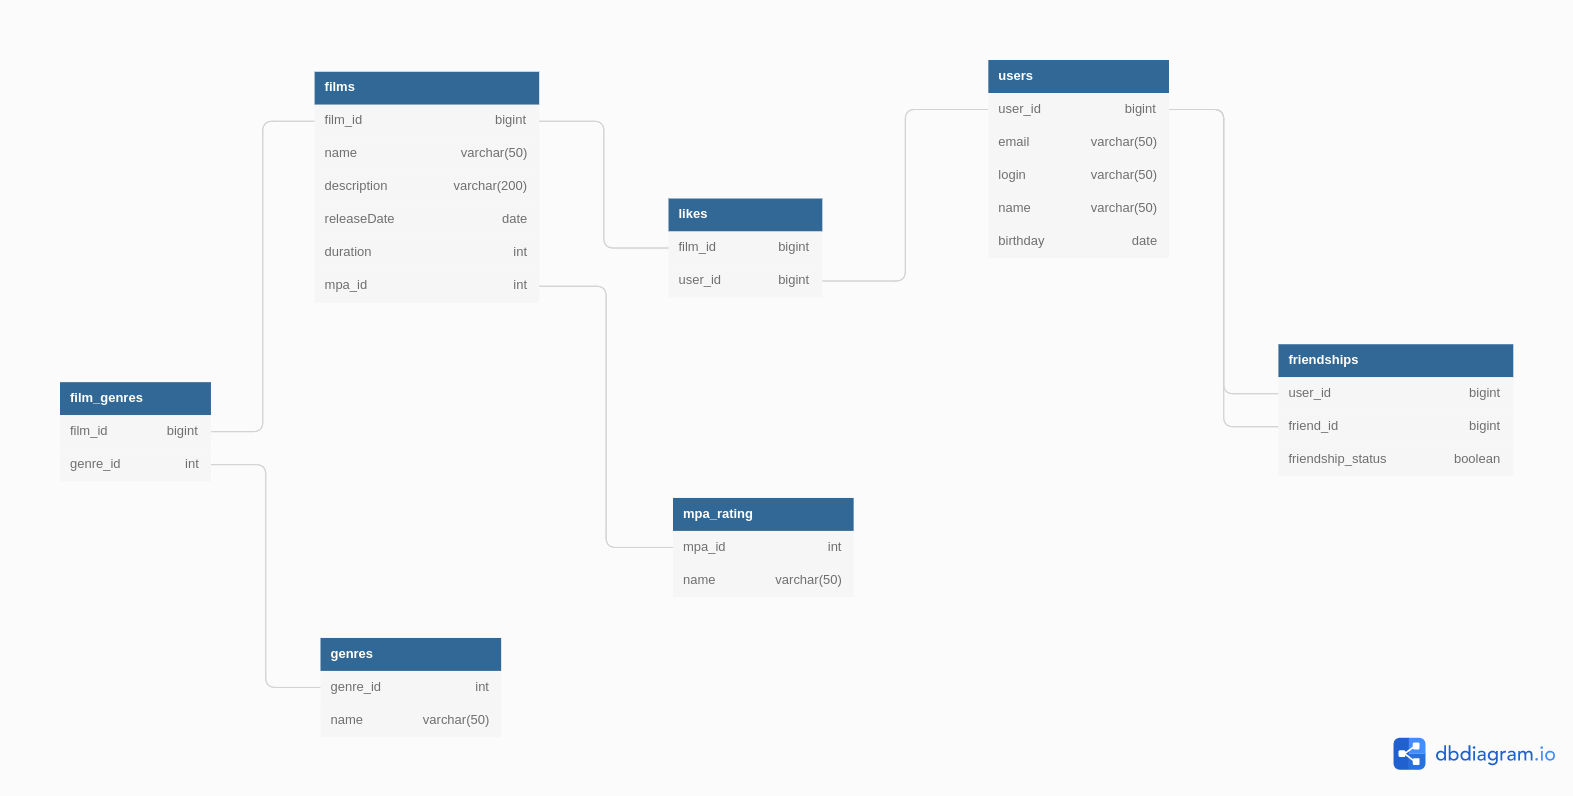 films
film_id bigint
name varchar(50)
description varchar(200)
releaseDate date
duration int
mpa_id int
likes
film_id bigint
user_id bigint
users
user_id bigint
email varchar(50)
login varchar(50)
name varchar(50)
birthday date
friendships
user_id bigint
friend_id bigint
friendship_status boolean
film_genres
film_id bigint
genre_id int
mpa_rating
mpa_id int
name varchar(50)
genres
genre_id int
name varchar(50)
dbdiagram.io